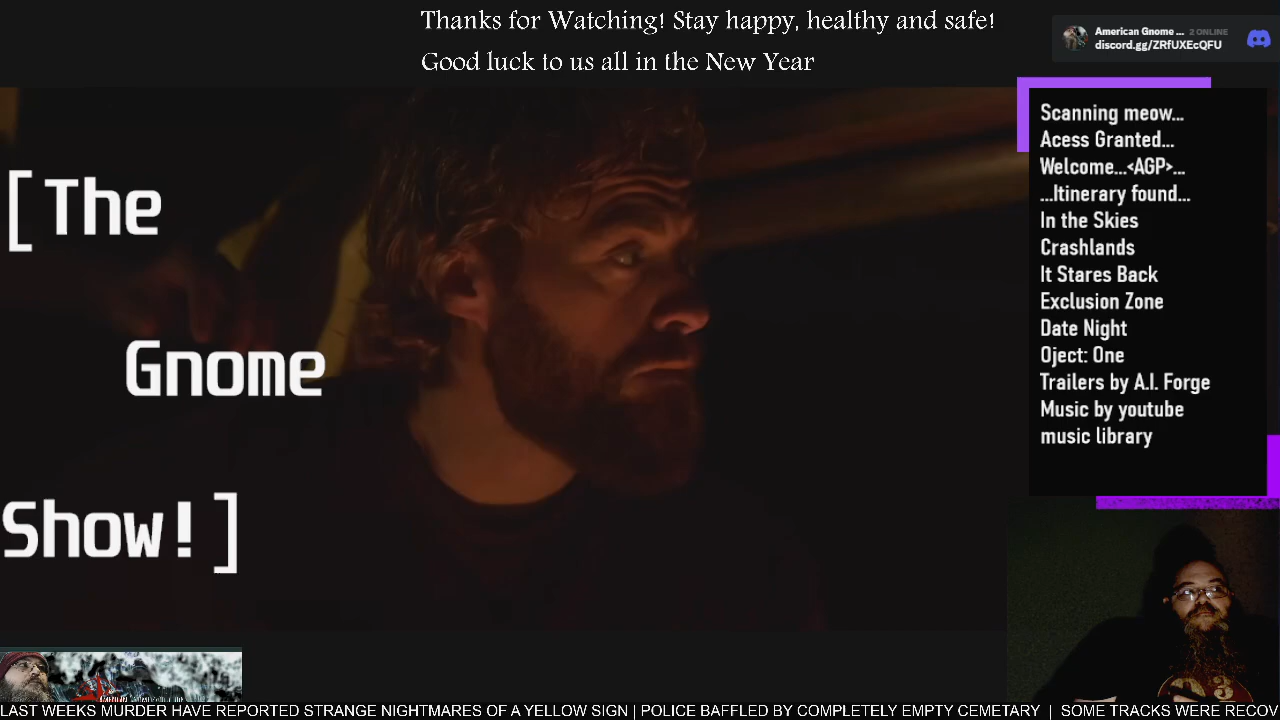 Thanks for Watching! Stay happy, healthy and safe!
Good luck to us all in the New Year
American Gnome ... 2 ONLINE
discord.gg/ZRfUXEcQFU
[The
Gnome
Show!]
Scanning meow...
Acess Granted...
Welcome...<AGP>...
...Itinerary found...
In the Skies
Crashlands
It Stares Back
Exclusion Zone
Date Night
Oject: One
Trailers by A.I. Forge
Music by youtube
music library
LAST WEEKS MURDER HAVE REPORTED STRANGE NIGHTMARES OF A YELLOW SIGN | POLICE BAFFLED BY COMPLETELY EMPTY CEMETARY | SOME TRACKS WERE RECOV